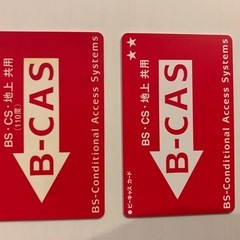 BS・CS・地上 共用
(110度)
B-CAS
BS-Conditional Access Systems
★★
●ビーキャス カード
BS・CS・地上 共用
B-CAS
BS-Conditional Access Systems